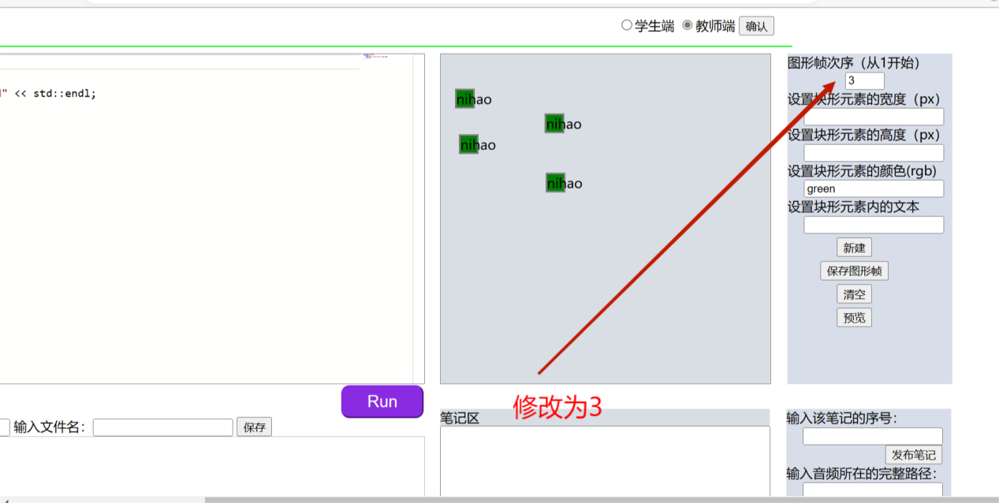 学生端 教师端 确认
" << std::endl;
nihao
nihao
nihao
nihao
图形帧次序（从1开始）
3
设置块形元素的宽度（px）
设置块形元素的高度（px）
设置块形元素的颜色(rgb)
green
设置块形元素内的文本
新建
保存图形帧
清空
预览
Run
修改为3
输入文件名： 保存
笔记区
输入该笔记的序号：
发布笔记
输入音频所在的完整路径：